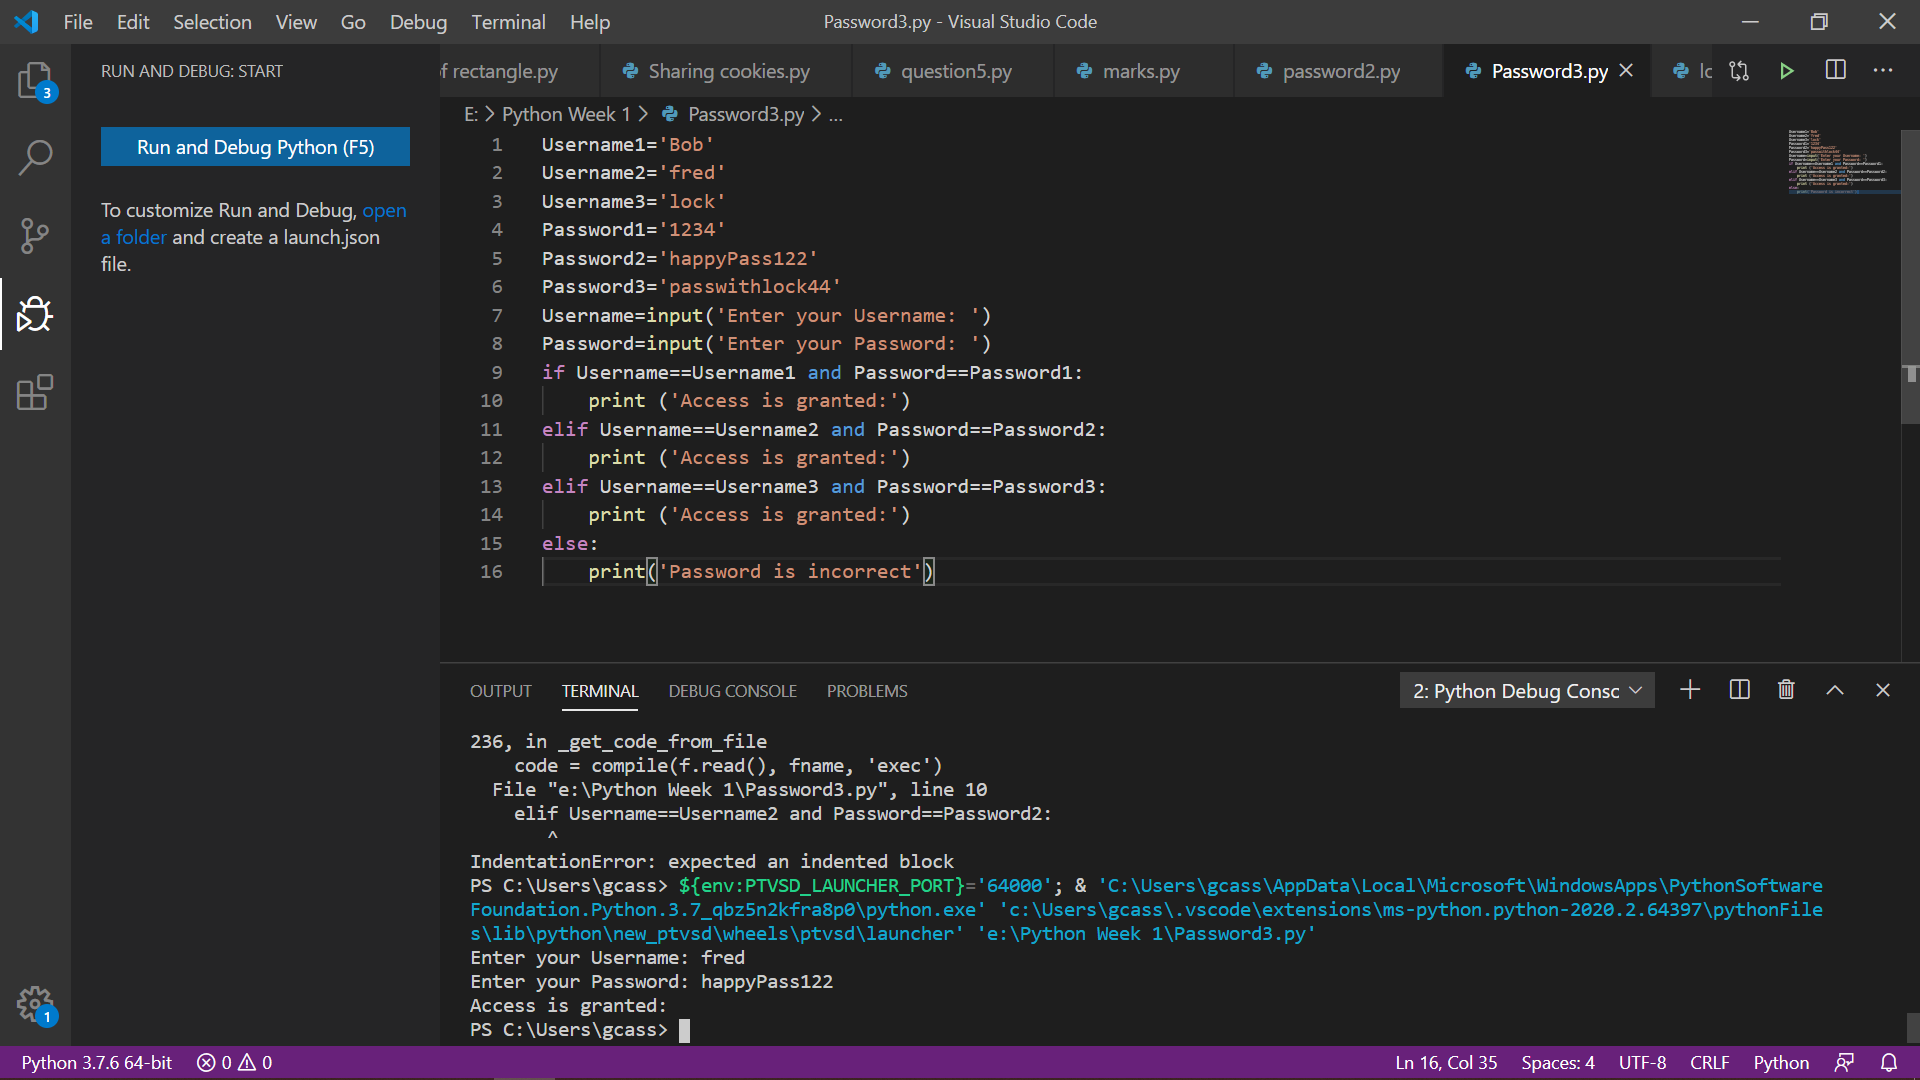 File Edit Selection View Go Debug Terminal Help
Password3.py - Visual Studio Code
RUN AND DEBUG: START
f rectangle.py
Sharing cookies.py
question5.py
marks.py
password2.py
Password3.py
3
Run and Debug Python (F5)
To customize Run and Debug, open
a folder and create a launch.json
file.
E: > Python Week 1 > Password3.py > ...
1 Username1='Bob'
2 Username2='fred'
3 Username3='lock'
4 Password1='1234'
5 Password2='happyPass122'
6 Password3='passwithlock44'
7 Username=input('Enter your Username: ')
8 Password=input('Enter your Password: ')
9 if Username==Username1 and Password==Password1:
10     print ('Access is granted:')
11 elif Username==Username2 and Password==Password2:
12     print ('Access is granted:')
13 elif Username==Username3 and Password==Password3:
14     print ('Access is granted:')
15 else:
16     print('Password is incorrect')
OUTPUT TERMINAL DEBUG CONSOLE PROBLEMS
2: Python Debug Consc
236, in _get_code_from_file
    code = compile(f.read(), fname, 'exec')
  File "e:\Python Week 1\Password3.py", line 10
    elif Username==Username2 and Password==Password2:
       ^
IndentationError: expected an indented block
PS C:\Users\gcass> ${env:PTVSD_LAUNCHER_PORT}='64000'; & 'C:\Users\gcass\AppData\Local\Microsoft\WindowsApps\PythonSoftware
Foundation.Python.3.7_qbz5n2kfra8p0\python.exe' 'c:\Users\gcass\.vscode\extensions\ms-python.python-2020.2.64397\pythonFile
s\lib\python\new_ptvsd\wheels\ptvsd\launcher' 'e:\Python Week 1\Password3.py'
Enter your Username: fred
Enter your Password: happyPass122
Access is granted:
PS C:\Users\gcass>
1
Python 3.7.6 64-bit 0 0
Ln 16, Col 35 Spaces: 4 UTF-8 CRLF Python